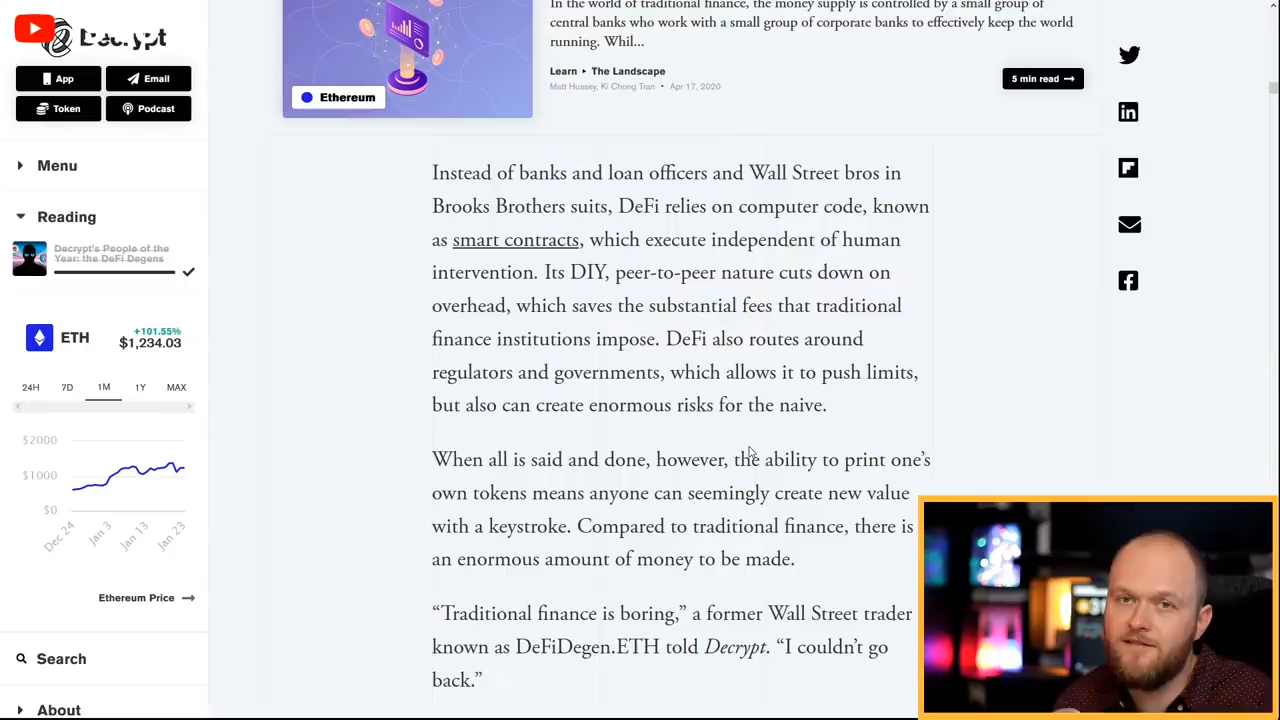 Decrypt
App
Email
Token
Podcast
Menu
Reading
Decrypt's People of the
Year: the DeFi Degens
ETH
+101.55%
$1,234.03
24H 7D 1M 1Y MAX
$2000
$1000
$0
Dec 24 Jan 3 Jan 13 Jan 23
Ethereum Price
Search
About
Ethereum
In the world of traditional finance, the money supply is controlled by a small group of
central banks who work with a small group of corporate banks to effectively keep the world
running. Whil...
Learn ‣ The Landscape
Matt Hussey, Ki Chong Tran • Apr 17, 2020
5 min read →
Instead of banks and loan officers and Wall Street bros in
Brooks Brothers suits, DeFi relies on computer code, known
as smart contracts, which execute independent of human
intervention. Its DIY, peer-to-peer nature cuts down on
overhead, which saves the substantial fees that traditional
finance institutions impose. DeFi also routes around
regulators and governments, which allows it to push limits,
but also can create enormous risks for the naive.
When all is said and done, however, the ability to print one’s
own tokens means anyone can seemingly create new value
with a keystroke. Compared to traditional finance, there is
an enormous amount of money to be made.
“Traditional finance is boring,” a former Wall Street trader
known as DeFiDegen.ETH told Decrypt. “I couldn’t go
back.”